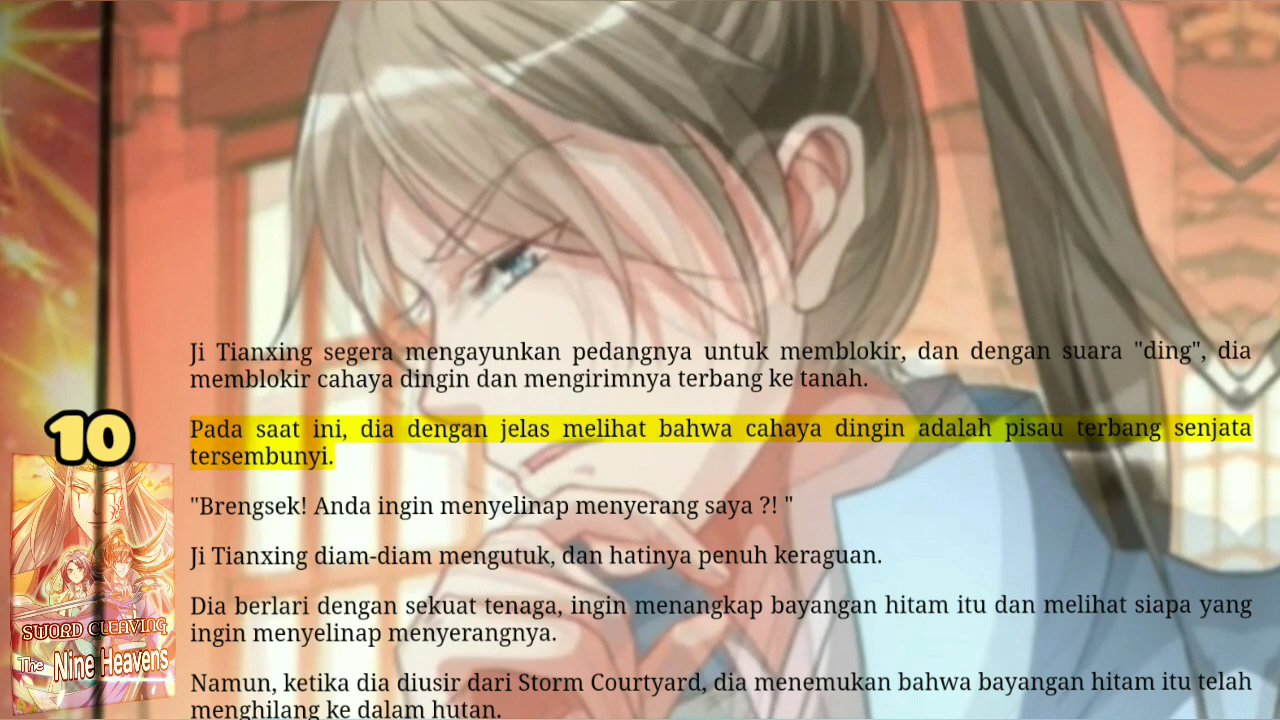 Ji Tianxing segera mengayunkan pedangnya untuk memblokir, dan dengan suara "ding", dia
memblokir cahaya dingin dan mengirimnya terbang ke tanah.
Pada saat ini, dia dengan jelas melihat bahwa cahaya dingin adalah pisau terbang senjata
tersembunyi.
"Brengsek! Anda ingin menyelinap menyerang saya ?! "
Ji Tianxing diam-diam mengutuk, dan hatinya penuh keraguan.
Dia berlari dengan sekuat tenaga, ingin menangkap bayangan hitam itu dan melihat siapa yang
ingin menyelinap menyerangnya.
Namun, ketika dia diusir dari Storm Courtyard, dia menemukan bahwa bayangan hitam itu telah
menghilang ke dalam hutan.
10
SWORD CLEAVING
The Nine Heavens